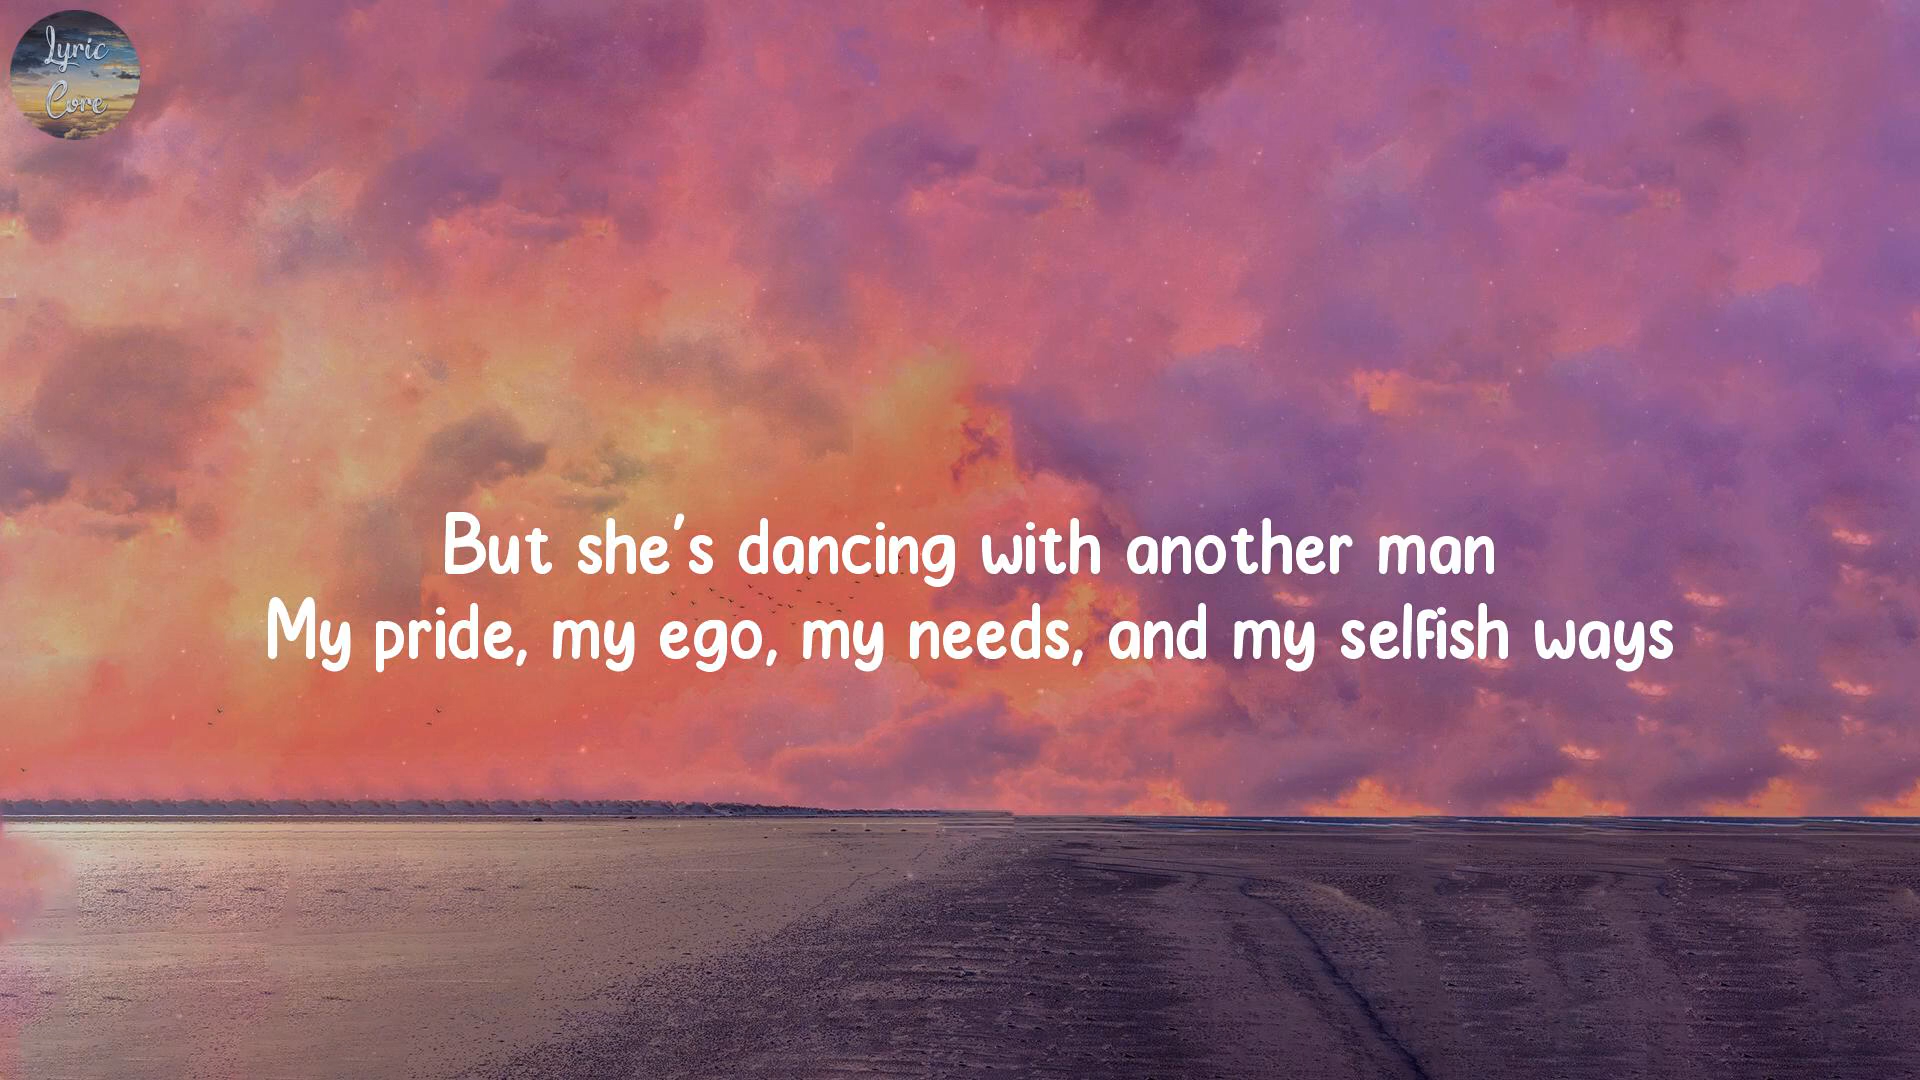 Lyric
Core
But she's dancing with another man
My pride, my ego, my needs, and my selfish ways